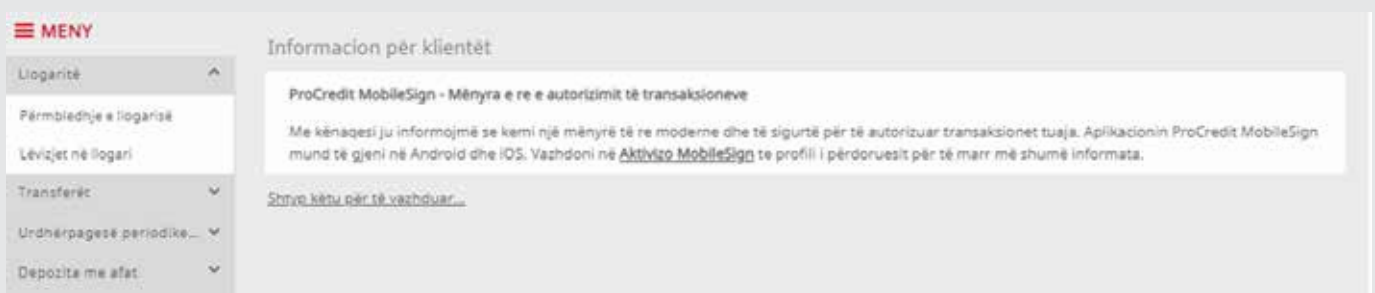 MENY
Llogaritë
Përmbledhje e llogarisë
Lëvizjet në llogari
Transferët
Urdhërpagesë periodike...
Depozita me afat
Informacion për klientët
ProCredit MobileSign - Mënyra e re e autorizimit të transaksioneve
Me kënaqësi ju informojmë se kemi një mënyrë të re moderne dhe të sigurtë për të autorizuar transaksionet tuaja. Aplikacionin ProCredit MobileSign
mund të gjeni në Android dhe iOS. Vazhdoni në Aktivizo MobileSign te profili i përdoruesit për të marr më shumë informata.
Shtyp këtu për të vazhduar...